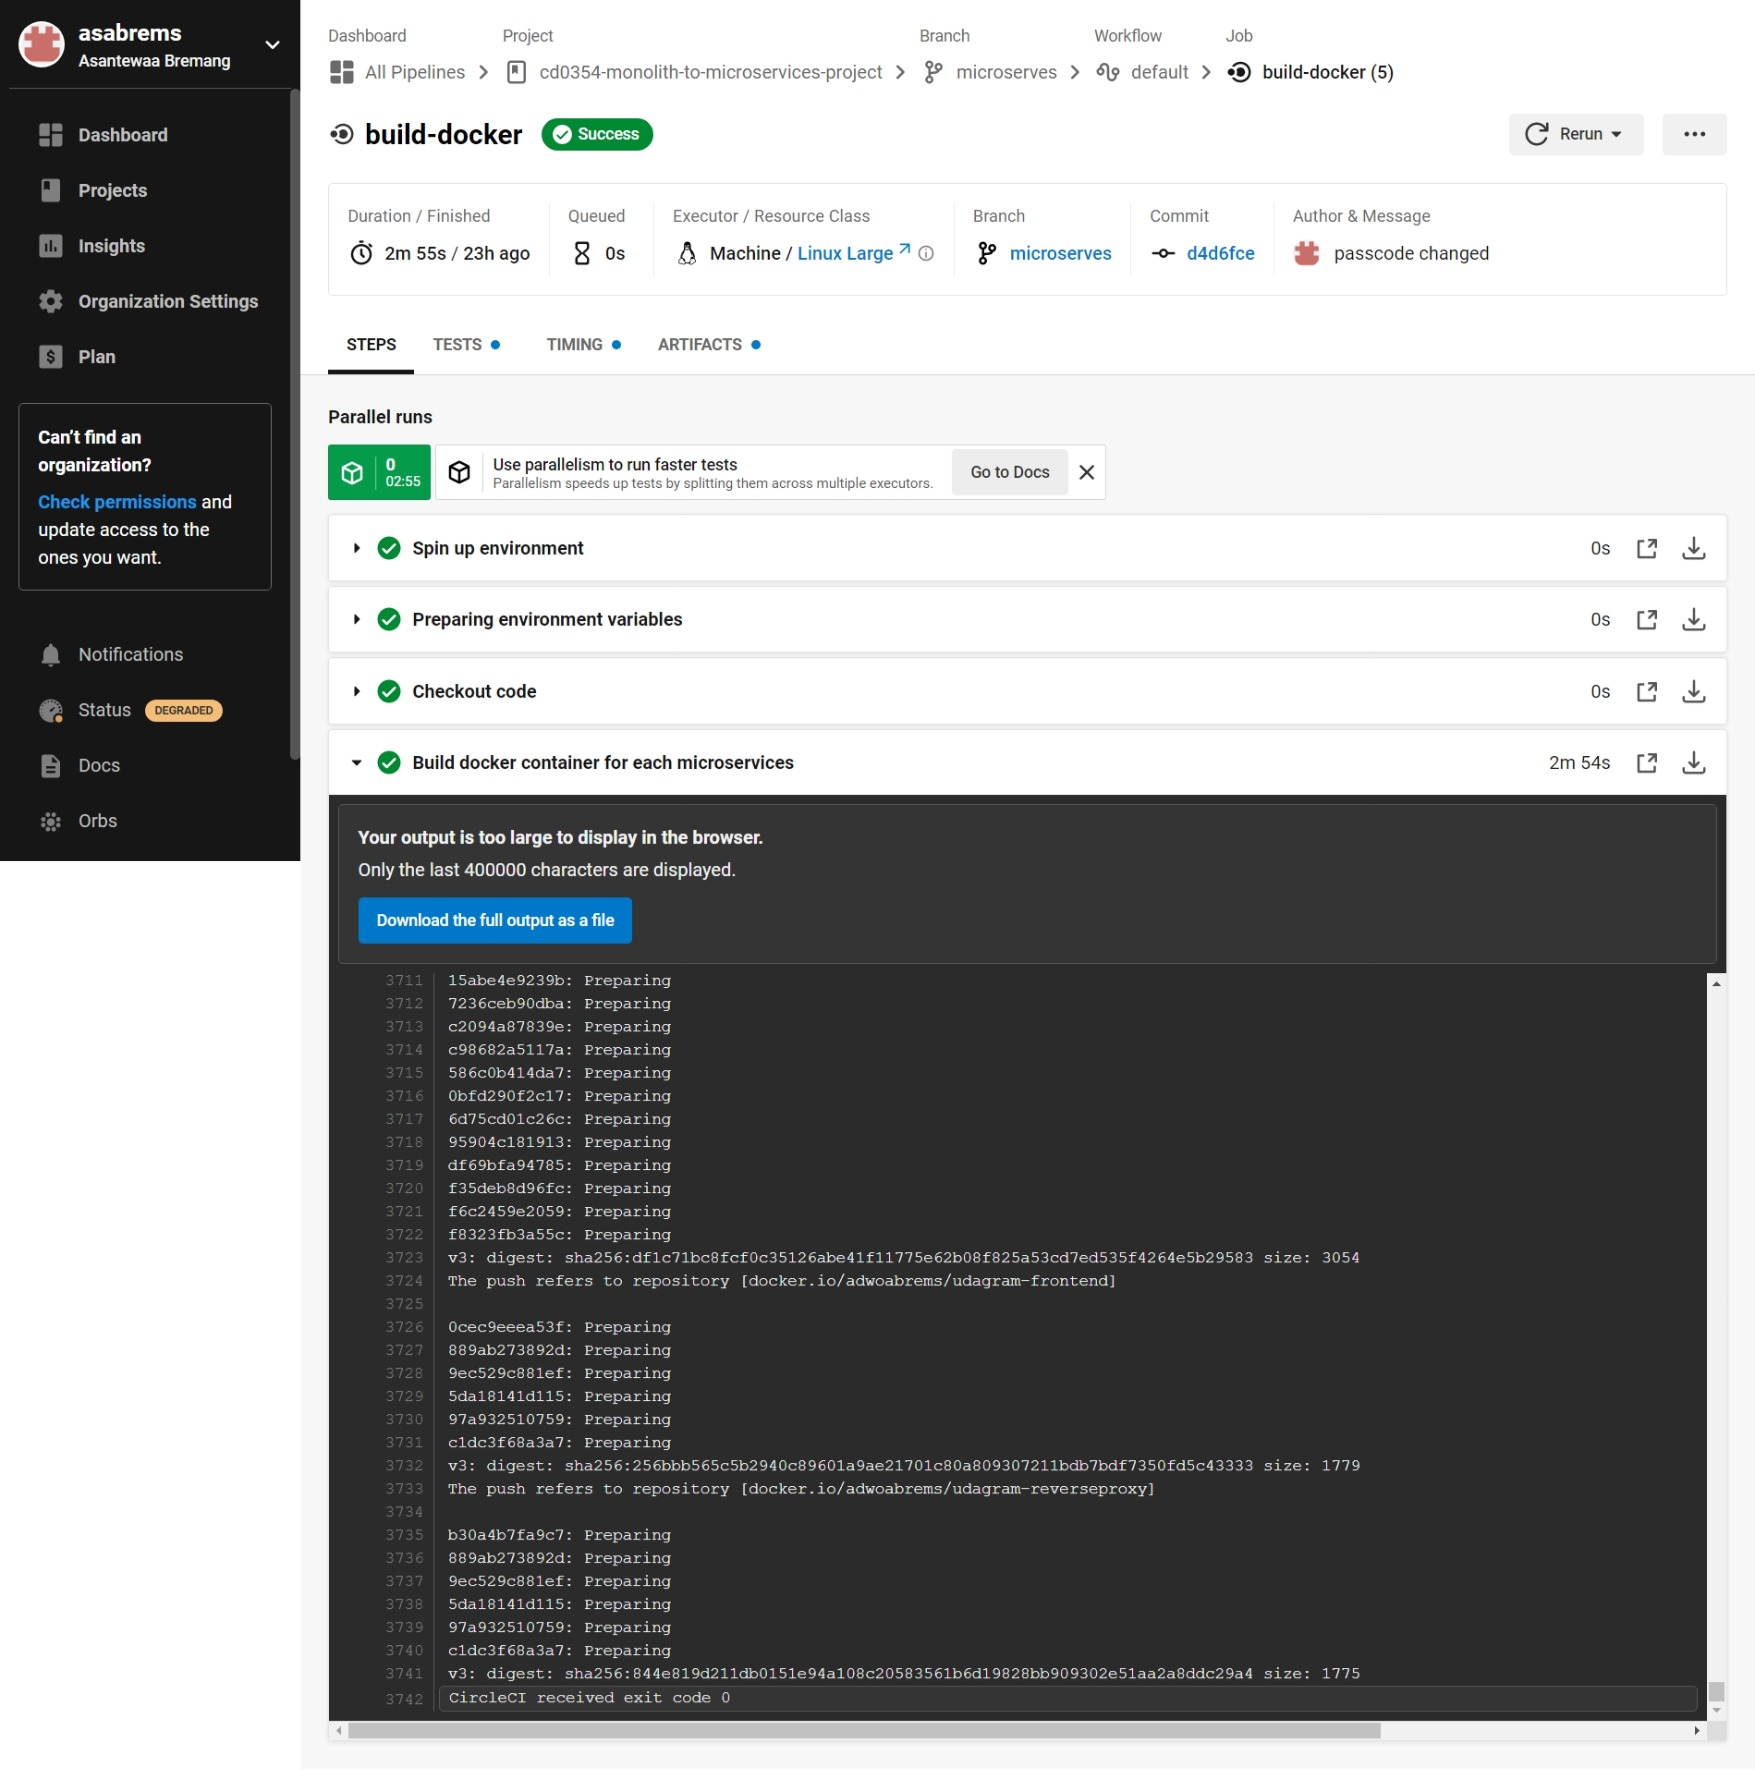 asabrems
Asantewaa Bremang
Dashboard
Projects
Insights
Organization Settings
Plan
Can't find an
organization?
Check permissions and
update access to the
ones you want.
Notifications
Status DEGRADED
Docs
Orbs
Dashboard Project Branch Workflow Job
All Pipelines cd0354-monolith-to-microservices-project microserves default build-docker (5)
build-docker Success Rerun
Duration / Finished Queued Executor / Resource Class Branch Commit Author & Message
2m 55s / 23h ago 0s Machine / Linux Large microserves d4d6fce passcode changed
STEPS TESTS TIMING ARTIFACTS
Parallel runs
0
02:55
Use parallelism to run faster tests
Parallelism speeds up tests by splitting them across multiple executors.
Go to Docs
Spin up environment 0s
Preparing environment variables 0s
Checkout code 0s
Build docker container for each microservices 2m 54s
Your output is too large to display in the browser.
Only the last 400000 characters are displayed.
Download the full output as a file
3711 15abe4e9239b: Preparing
3712 7236ceb90dba: Preparing
3713 c2094a87839e: Preparing
3714 c98682a5117a: Preparing
3715 586c0b414da7: Preparing
3716 0bfd290f2c17: Preparing
3717 6d75cd01c26c: Preparing
3718 95904c181913: Preparing
3719 df69bfa94785: Preparing
3720 f35deb8d96fc: Preparing
3721 f6c2459e2059: Preparing
3722 f8323fb3a55c: Preparing
3723 v3: digest: sha256:df1c71bc8fcf0c35126abe41f11775e62b08f825a53cd7ed535f4264e5b29583 size: 3054
3724 The push refers to repository [docker.io/adwoabrems/udagram-frontend]
3725
3726 0cec9eeea53f: Preparing
3727 889ab273892d: Preparing
3728 9ec529c881ef: Preparing
3729 5da18141d115: Preparing
3730 97a932510759: Preparing
3731 c1dc3f68a3a7: Preparing
3732 v3: digest: sha256:256bbb565c5b2940c89601a9ae21701c80a809307211bdb7bdf7350fd5c43333 size: 1779
3733 The push refers to repository [docker.io/adwoabrems/udagram-reverseproxy]
3734
3735 b30a4b7fa9c7: Preparing
3736 889ab273892d: Preparing
3737 9ec529c881ef: Preparing
3738 5da18141d115: Preparing
3739 97a932510759: Preparing
3740 c1dc3f68a3a7: Preparing
3741 v3: digest: sha256:844e819d211db0151e94a108c20583561b6d19828bb909302e51aa2a8ddc29a4 size: 1775
3742 CircleCI received exit code 0